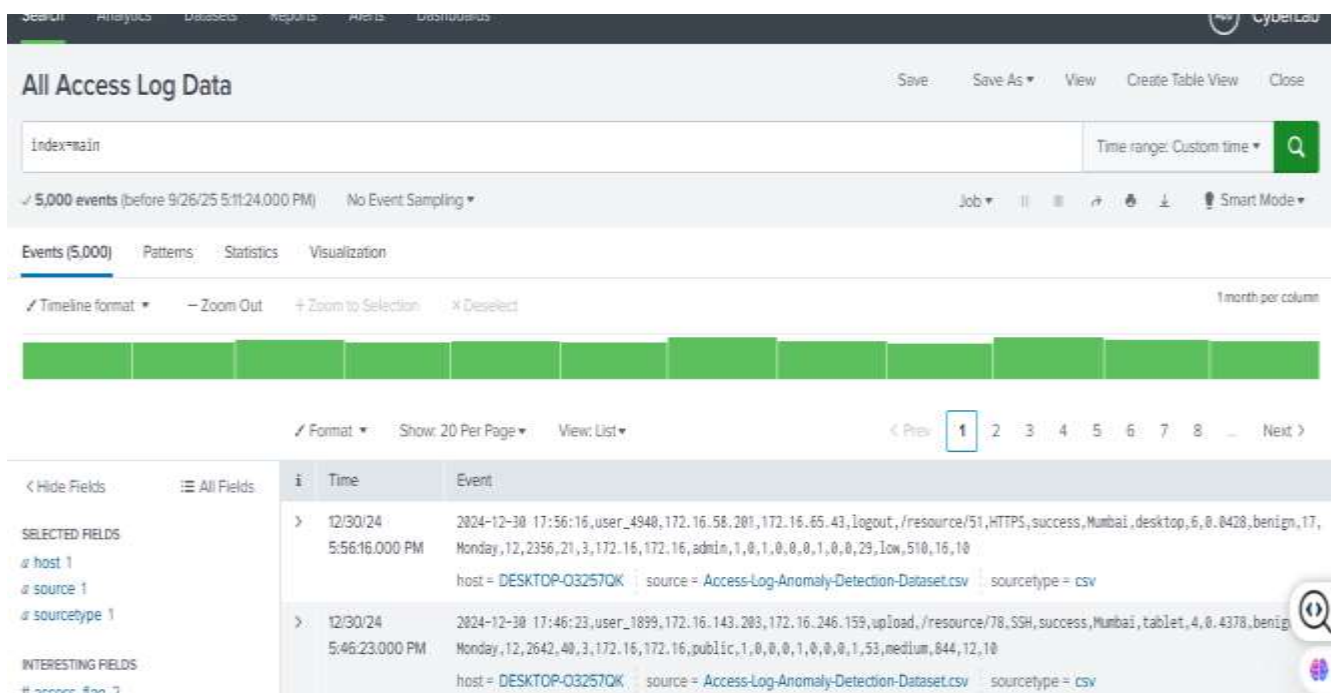 Search Analytics Datasets Reports Alerts Dashboards CyberLab
All Access Log Data Save Save As ▾ View Create Table View Close
index=main Time range: Custom time ▾
✓ 5,000 events (before 9/26/25 5:11:24.000 PM) No Event Sampling ▾ Job ▾ Smart Mode ▾
Events (5,000) Patterns Statistics Visualization
Timeline format ▾ — Zoom Out + Zoom to Selection × Deselect 1 month per column
Format ▾ Show: 20 Per Page ▾ View: List ▾ < Prev 1 2 3 4 5 6 7 8 ... Next >
< Hide Fields All Fields i Time Event
SELECTED FIELDS
a host 1
a source 1
a sourcetype 1
INTERESTING FIELDS
# access_flag 2
> 12/30/24 2024-12-30 17:56:16,user_4940,172.16.58.201,172.16.65.43,logout,/resource/51,HTTPS,success,Mumbai,desktop,6,0.0428,benign,17,
5:56:16.000 PM Monday,12,2356,21,3,172.16,172.16,admin,1,0,1,0,0,0,1,0,0,29,low,510,16,10
host = DESKTOP-O3257QK source = Access-Log-Anomaly-Detection-Dataset.csv sourcetype = csv
> 12/30/24 2024-12-30 17:46:23,user_1899,172.16.143.203,172.16.246.159,upload,/resource/78,SSH,success,Mumbai,tablet,4,0.4378,benig
5:46:23.000 PM Monday,12,2642,40,3,172.16,172.16,public,1,0,0,0,1,0,0,0,1,53,medium,844,12,10
host = DESKTOP-O3257QK source = Access-Log-Anomaly-Detection-Dataset.csv sourcetype = csv